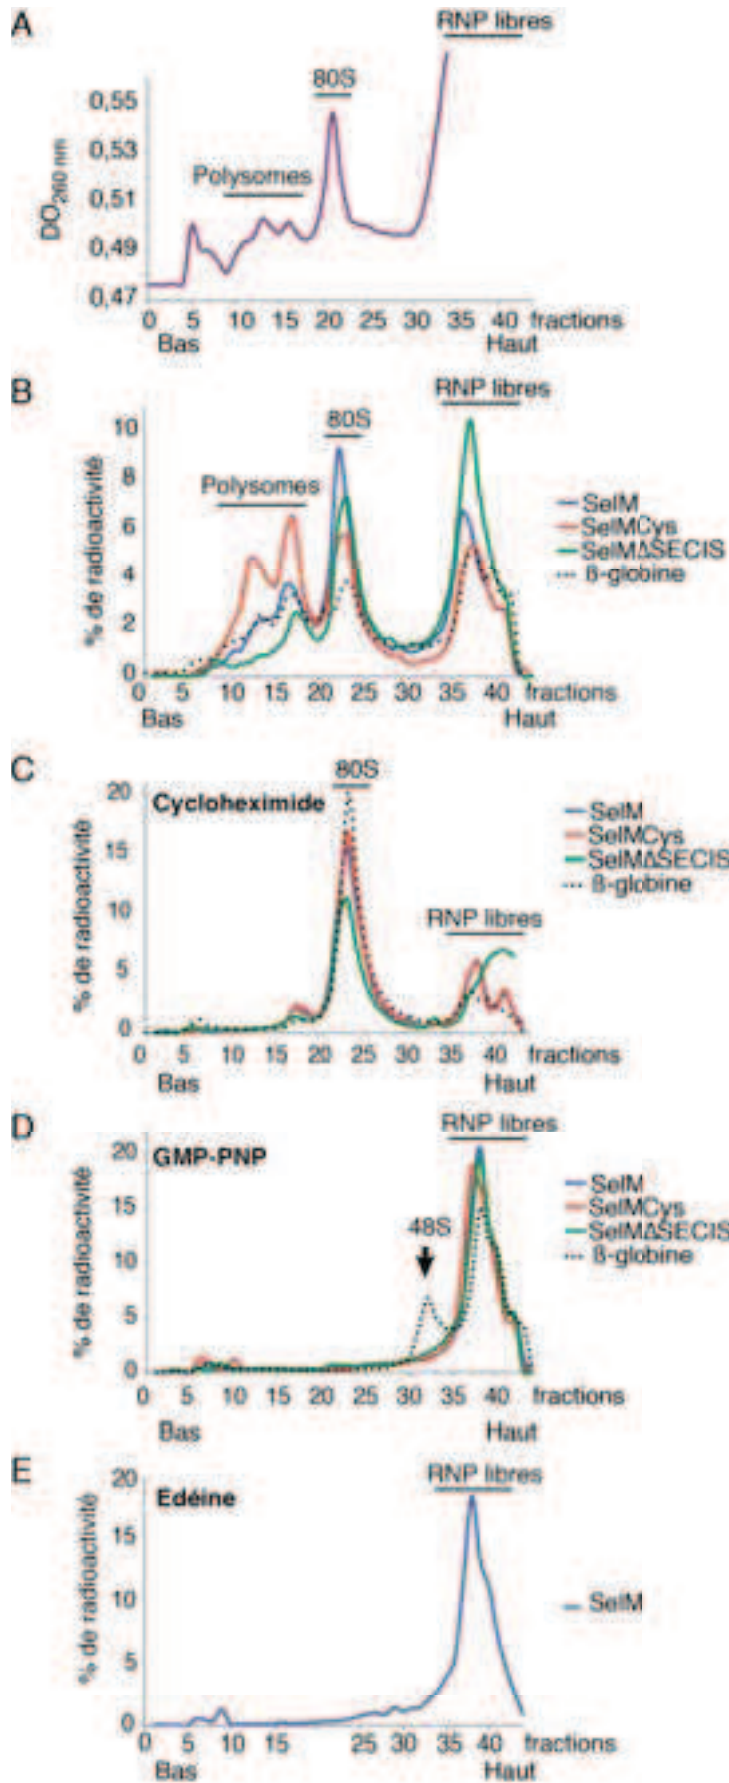 A
RNP libres
80S
Polysomes
DO260 nm
0,55
0,53
0,51
0,49
0,47
0 5 10 15 20 25 30 35 40 fractions
Bas Haut
B
RNP libres
80S
Polysomes
% de radioactivité
10
8
6
4
2
0
SelM
SelMCys
SelMΔSECIS
ß-globine
0 5 10 15 20 25 30 35 40 fractions
Bas Haut
C
80S
Cycloheximide
RNP libres
% de radioactivité
20
15
10
5
0
SelM
SelMCys
SelMΔSECIS
ß-globine
0 5 10 15 20 25 30 35 40 fractions
Bas Haut
D
RNP libres
GMP-PNP
48S
% de radioactivité
20
15
10
5
0
SelM
SelMCys
SelMΔSECIS
ß-globine
0 5 10 15 20 25 30 35 40 fractions
Bas Haut
E
RNP libres
Edéine
% de radioactivité
20
15
10
5
0
SelM
0 5 10 15 20 25 30 35 40 fractions
Bas Haut